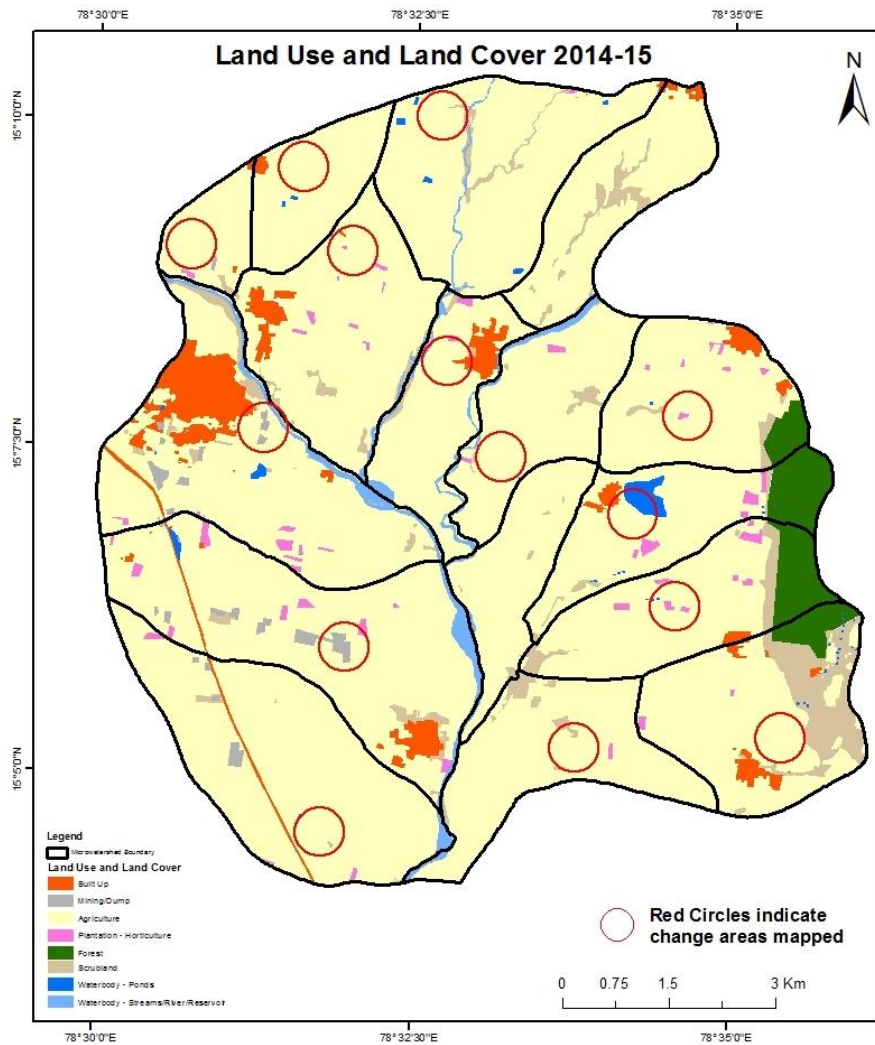 78°30'0"E 78°32'30"E 78°35'0"E
Land Use and Land Cover 2014-15
N
15°10'0"N
15°7'30"N
15°5'0"N
Legend
Microwatershed Boundary
Land Use and Land Cover
Built Up
Mining/Dump
Agriculture
Plantation - Horticulture
Forest
Scrubland
Waterbody - Ponds
Waterbody - Streams/River/Reservoir
Red Circles indicate
change areas mapped
0 0.75 1.5 3 Km
78°30'0"E 78°32'30"E 78°35'0"E